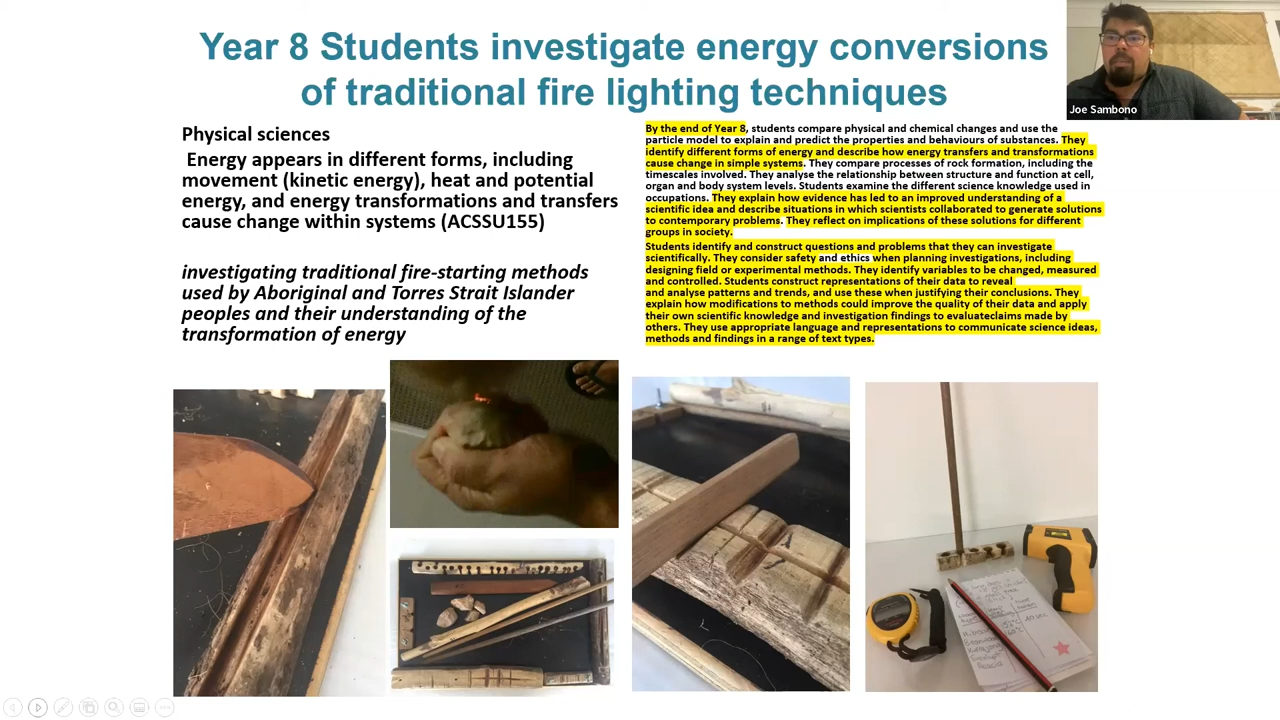 Year 8 Students investigate energy conversions
of traditional fire lighting techniques
Joe Sambono
Physical sciences
Energy appears in different forms, including
movement (kinetic energy), heat and potential
energy, and energy transformations and transfers
cause change within systems (ACSSU155)
investigating traditional fire-starting methods
used by Aboriginal and Torres Strait Islander
peoples and their understanding of the
transformation of energy
By the end of Year 8, students compare physical and chemical changes and use the
particle model to explain and predict the properties and behaviours of substances. They
identify different forms of energy and describe how energy transfers and transformations
cause change in simple systems. They compare processes of rock formation, including the
timescales involved. They analyse the relationship between structure and function at cell,
organ and body system levels. Students examine the different science knowledge used in
occupations. They explain how evidence has led to an improved understanding of a
scientific idea and describe situations in which scientists collaborated to generate solutions
to contemporary problems. They reflect on implications of these solutions for different
groups in society.
Students identify and construct questions and problems that they can investigate
scientifically. They consider safety and ethics when planning investigations, including
designing field or experimental methods. They identify variables to be changed, measured
and controlled. Students construct representations of their data to reveal
and analyse patterns and trends, and use these when justifying their conclusions. They
explain how modifications to methods could improve the quality of their data and apply
their own scientific knowledge and investigation findings to evaluateclaims made by
others. They use appropriate language and representations to communicate science ideas,
methods and findings in a range of text types.
Acacia